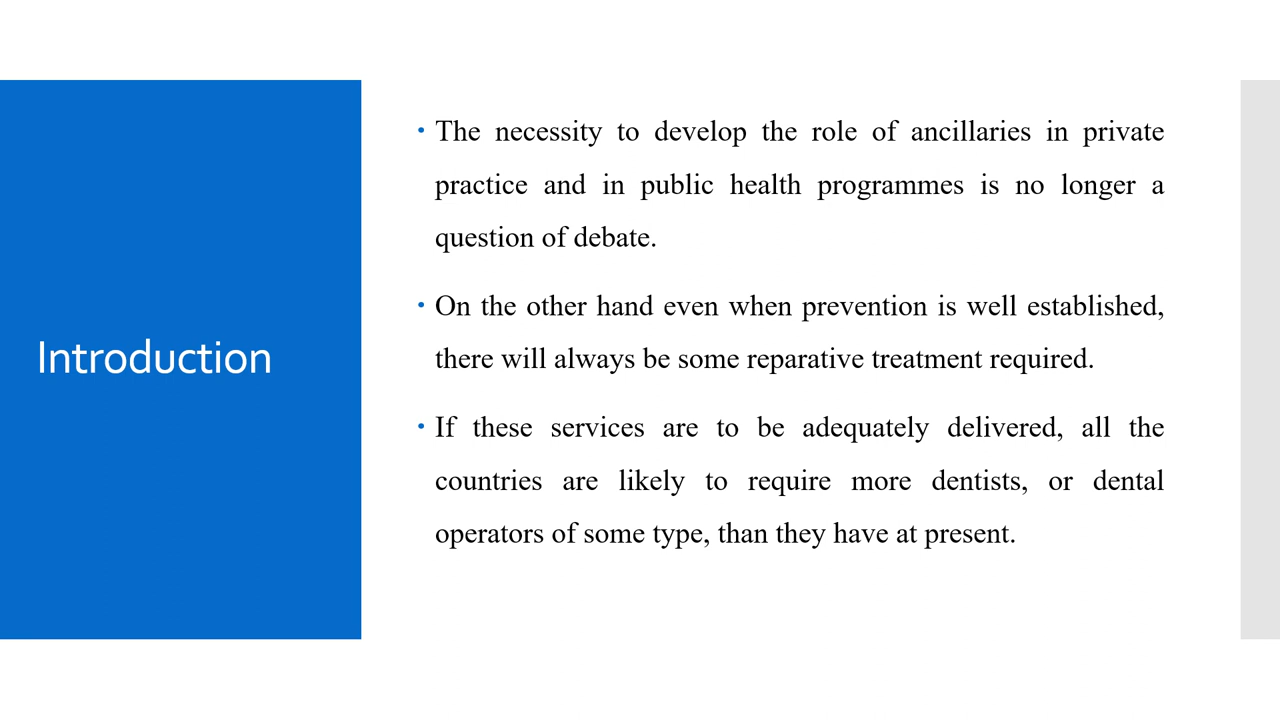 Introduction
• The necessity to develop the role of ancillaries in private
practice and in public health programmes is no longer a
question of debate.
• On the other hand even when prevention is well established,
there will always be some reparative treatment required.
• If these services are to be adequately delivered, all the
countries are likely to require more dentists, or dental
operators of some type, than they have at present.